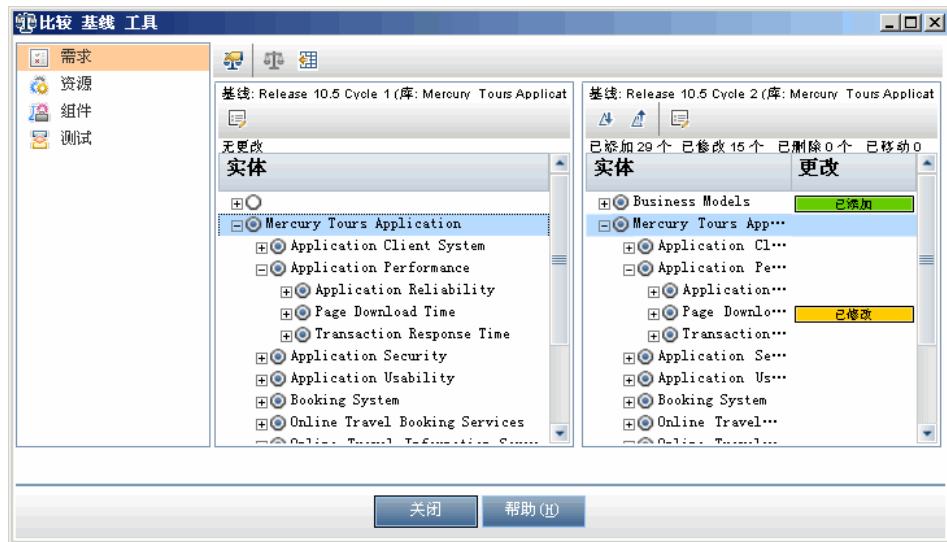 比较 基线 工具
需求
资源
组件
测试
基线: Release 10.5 Cycle 1 (库: Mercury Tours Applicat
无更改
实体
Mercury Tours Application
Application Client System
Application Performance
Application Reliability
Page Download Time
Transaction Response Time
Application Security
Application Usability
Booking System
Online Travel Booking Services
基线: Release 10.5 Cycle 2 (库: Mercury Tours Applicat
已添加 29 个 已修改 15 个 已删除 0 个 已移动 0
实体 更改
Business Models 已添加
Mercury Tours App···
Application Cl···
Application Pe···
Application···
Page Downlo··· 已修改
Transaction···
Application Se···
Application Us···
Booking System
Online Travel···
关闭 帮助(H)